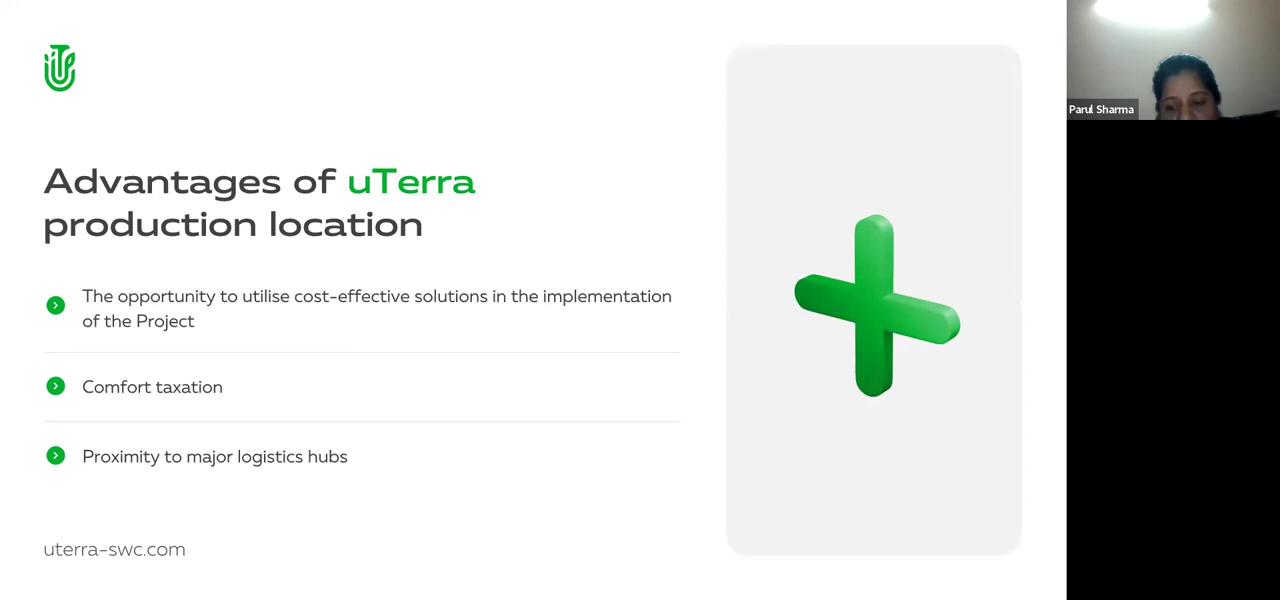 Advantages of uTerra
production location
The opportunity to utilise cost-effective solutions in the implementation
of the Project
Comfort taxation
Proximity to major logistics hubs
uterra-swc.com
Parul Sharma